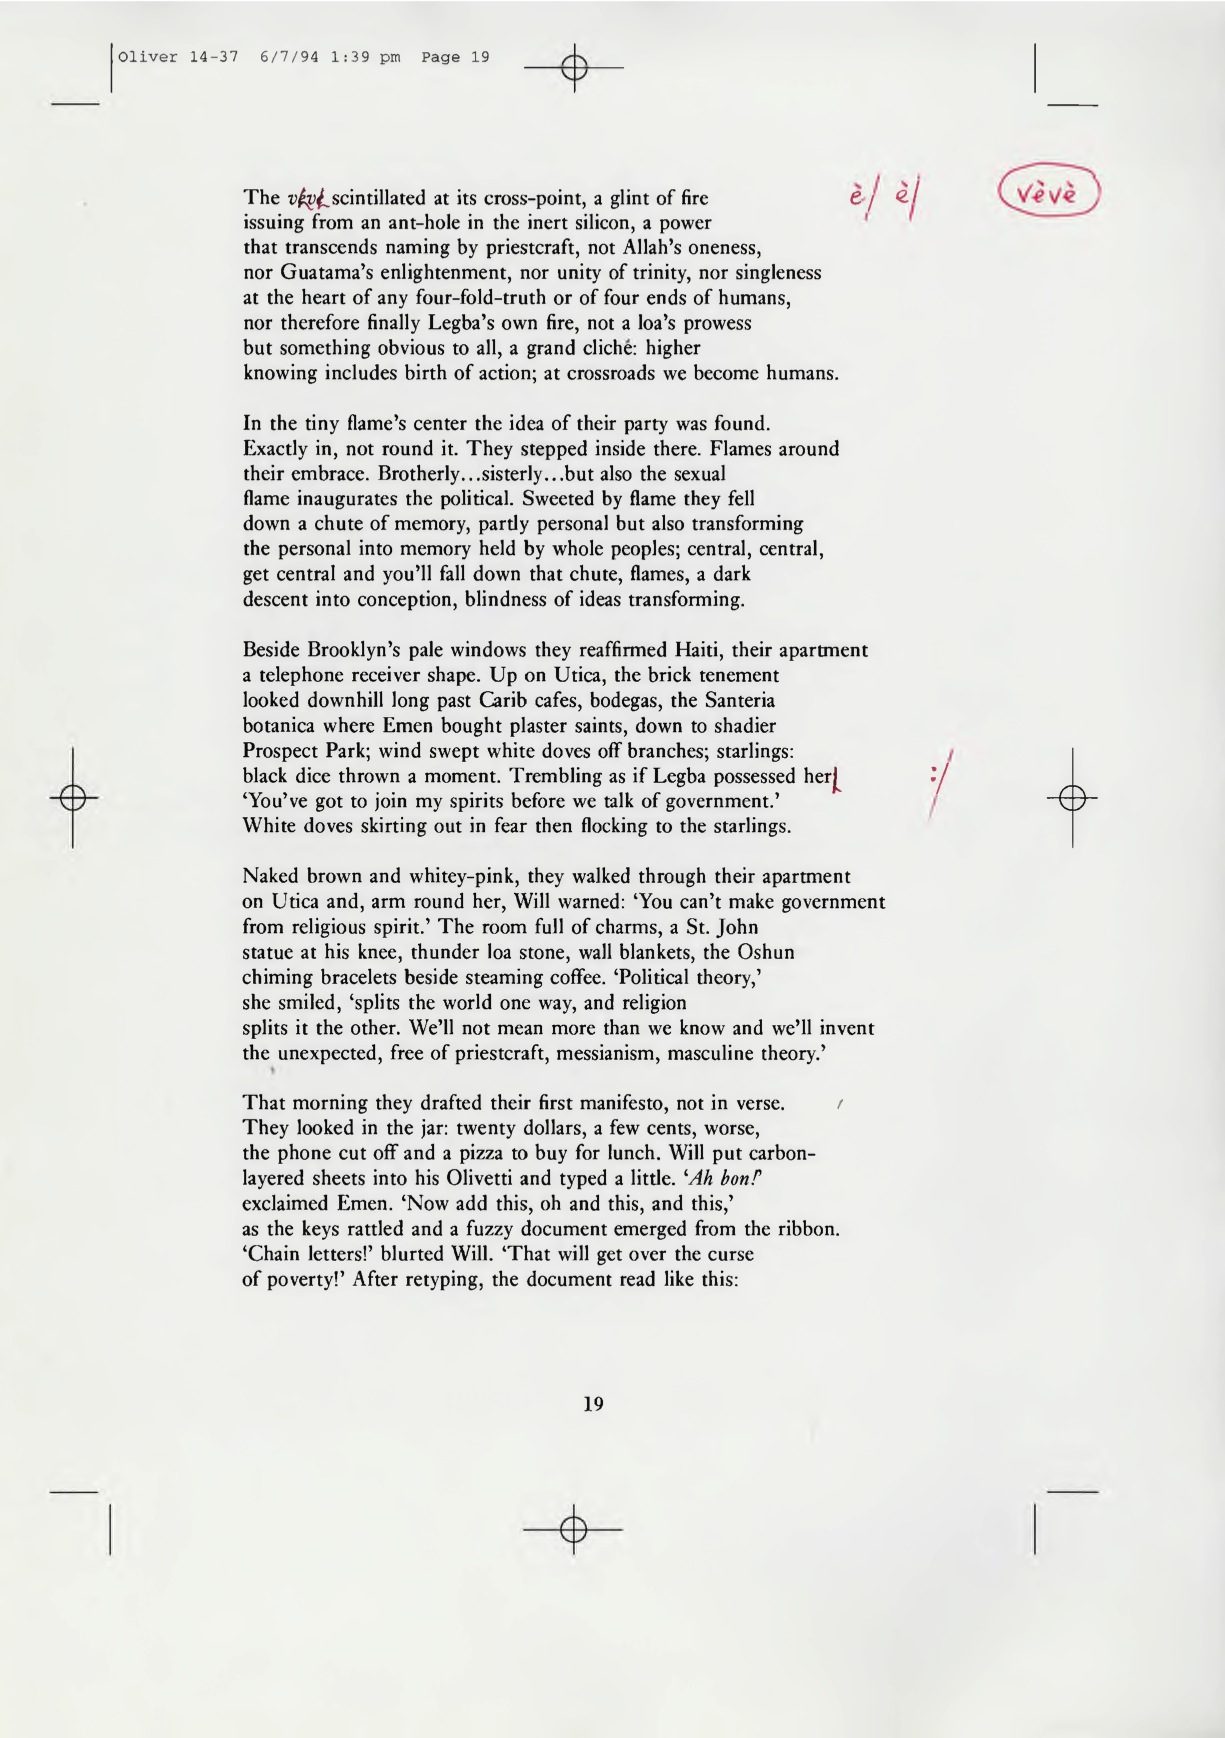 Oliver 14-37 6/7/94 1:39 pm Page 19
The vévé scintillated at its cross-point, a glint of fire è/ è/ vèvè
issuing from an ant-hole in the inert silicon, a power
that transcends naming by priestcraft, not Allah's oneness,
nor Guatama's enlightenment, nor unity of trinity, nor singleness
at the heart of any four-fold-truth or of four ends of humans,
nor therefore finally Legba's own fire, not a loa's prowess
but something obvious to all, a grand cliché: higher
knowing includes birth of action; at crossroads we become humans.

In the tiny flame's center the idea of their party was found.
Exactly in, not round it. They stepped inside there. Flames around
their embrace. Brotherly...sisterly...but also the sexual
flame inaugurates the political. Sweeted by flame they fell
down a chute of memory, partly personal but also transforming
the personal into memory held by whole peoples; central, central,
get central and you'll fall down that chute, flames, a dark
descent into conception, blindness of ideas transforming.

Beside Brooklyn's pale windows they reaffirmed Haiti, their apartment
a telephone receiver shape. Up on Utica, the brick tenement
looked downhill long past Carib cafes, bodegas, the Santeria
botanica where Emen bought plaster saints, down to shadier
Prospect Park; wind swept white doves off branches; starlings:
black dice thrown a moment. Trembling as if Legba possessed her :/
‘You've got to join my spirits before we talk of government.’
White doves skirting out in fear then flocking to the starlings.

Naked brown and whitey-pink, they walked through their apartment
on Utica and, arm round her, Will warned: ‘You can't make government
from religious spirit.’ The room full of charms, a St. John
statue at his knee, thunder loa stone, wall blankets, the Oshun
chiming bracelets beside steaming coffee. ‘Political theory,’
she smiled, ‘splits the world one way, and religion
splits it the other. We'll not mean more than we know and we'll invent
the unexpected, free of priestcraft, messianism, masculine theory.’

That morning they drafted their first manifesto, not in verse.
They looked in the jar: twenty dollars, a few cents, worse,
the phone cut off and a pizza to buy for lunch. Will put carbon-
layered sheets into his Olivetti and typed a little. ‘Ah bon!’
exclaimed Emen. ‘Now add this, oh and this, and this,’
as the keys rattled and a fuzzy document emerged from the ribbon.
‘Chain letters!’ blurted Will. ‘That will get over the curse
of poverty!’ After retyping, the document read like this:

19